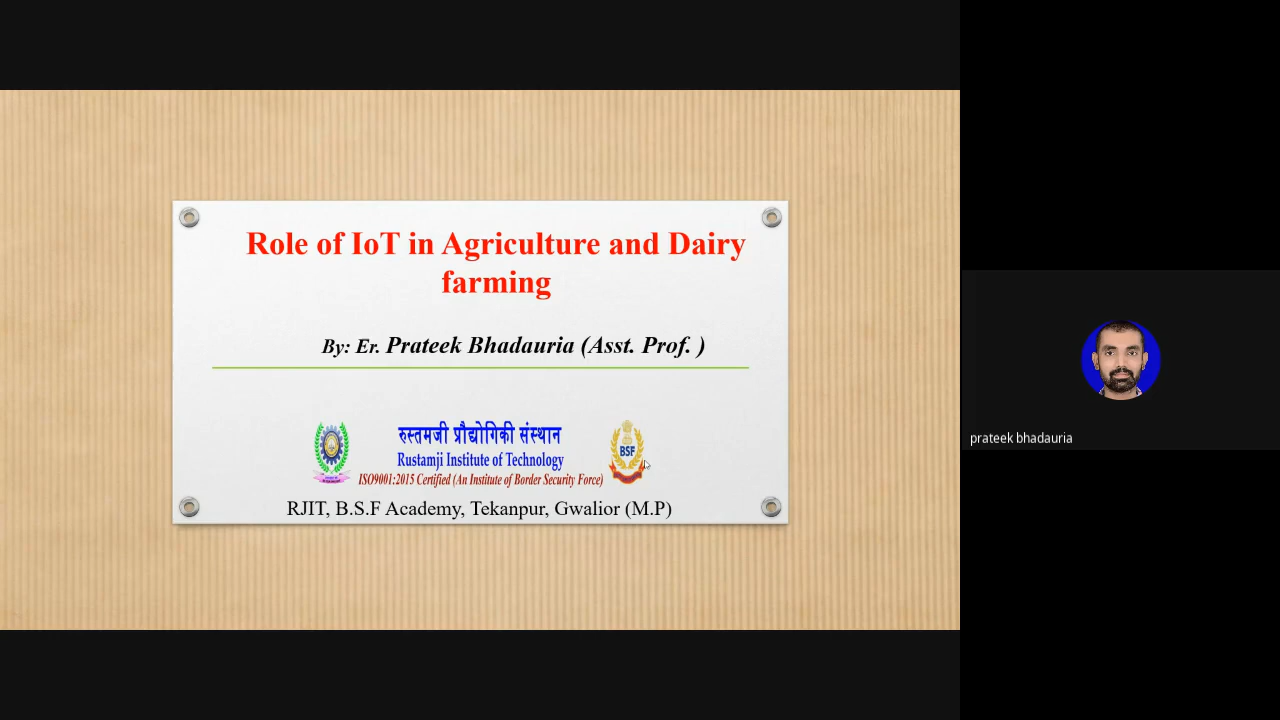 Role of IoT in Agriculture and Dairy
farming
By: Er. Prateek Bhadauria (Asst. Prof. )
रुस्तमजी प्रौद्योगिकी संस्थान
Rustamji Institute of Technology
BSF
ISO9001:2015 Certified (An Institute of Border Security Force)
RJIT, B.S.F Academy, Tekanpur, Gwalior (M.P)
prateek bhadauria